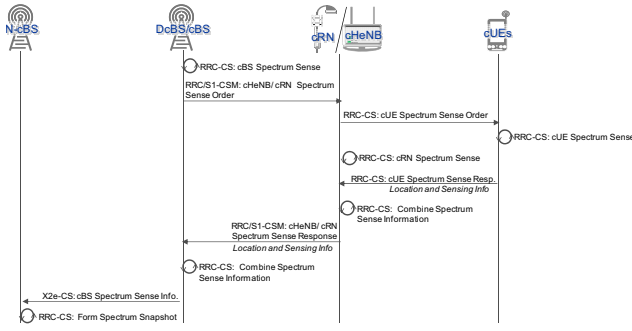 N-cBS
DcBS/cBS
cRN
cHeNB
cUEs
RRC-CS: cBS Spectrum Sense
RRC/S1-CSM: cHeNB/ cRN Spectrum
Sense Order
RRC-CS: cUE Spectrum Sense Order
RRC-CS: cUE Spectrum Sense
RRC-CS: cRN Spectrum Sense
RRC-CS: cUE Spectrum Sense Resp.
Location and Sensing Info
RRC-CS: Combine Spectrum
Sense Information
RRC/S1-CSM: cHeNB/ cRN
Spectrum Sense Response
Location and Sensing Info
RRC-CS: Combine Spectrum
Sense Information
X2e-CS: cBS Spectrum Sense Info.
RRC-CS: Form Spectrum Snapshot